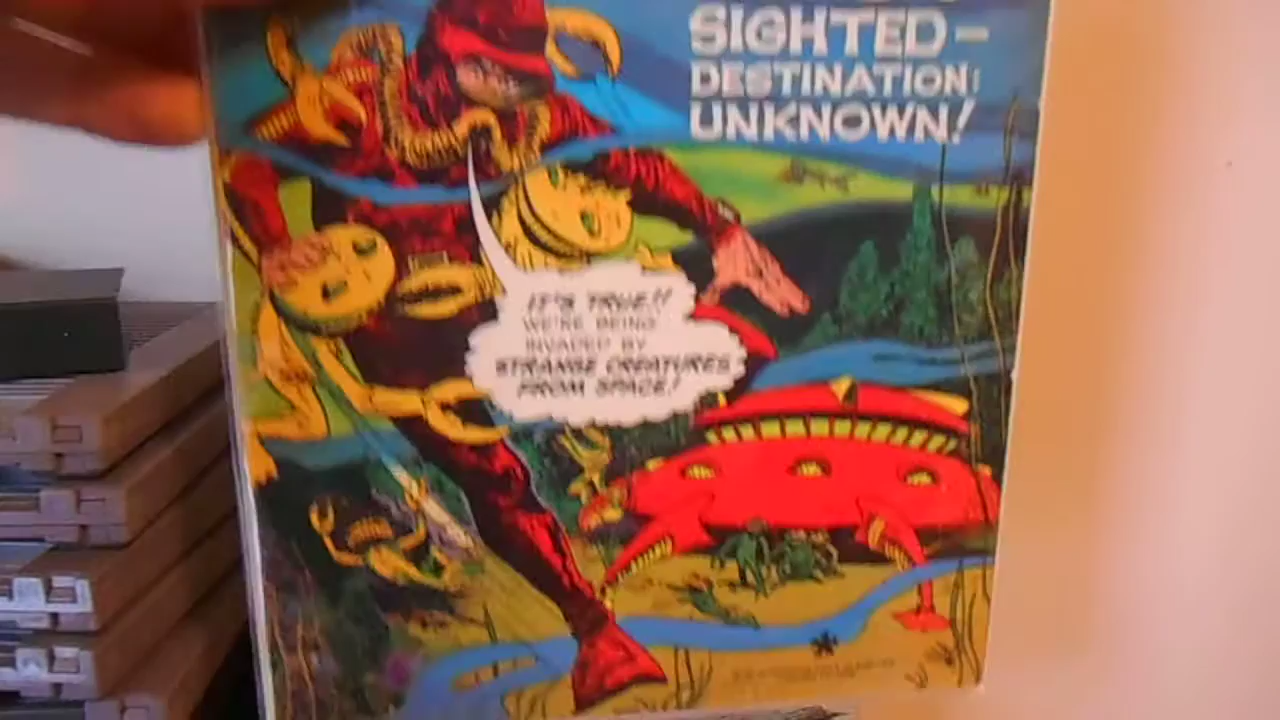 SIGHTED–
DESTINATION:
UNKNOWN!
IT'S TRUE!!
WE'RE BEING
INVADED BY
STRANGE CREATURES
FROM SPACE!